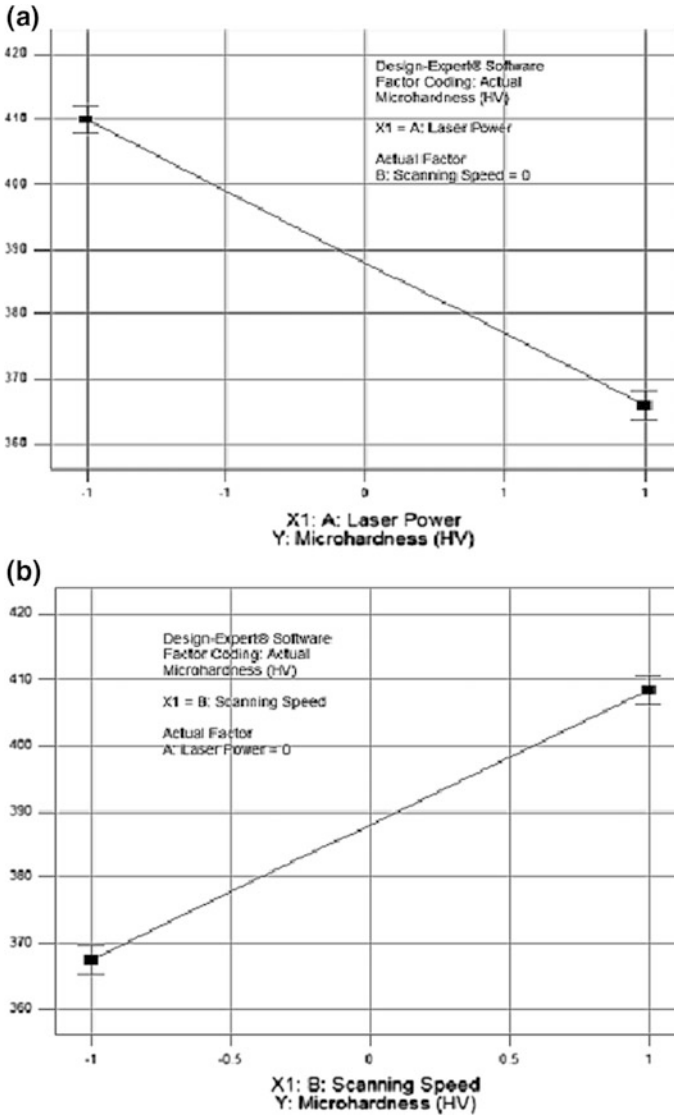 (a)
420
410
400
390
380
370
360
Design-Expert® Software
Factor Coding: Actual
Microhardness (HV)
X1 = A: Laser Power
Actual Factor
B: Scanning Speed = 0
-1 -1 0 1 1
X1: A: Laser Power
Y: Microhardness (HV)
(b)
420
410
400
390
380
370
360
Design-Expert® Software
Factor Coding: Actual
Microhardness (HV)
X1 = B: Scanning Speed
Actual Factor
A: Laser Power = 0
-1 -0.5 0 0.5 1
X1: B: Scanning Speed
Y: Microhardness (HV)